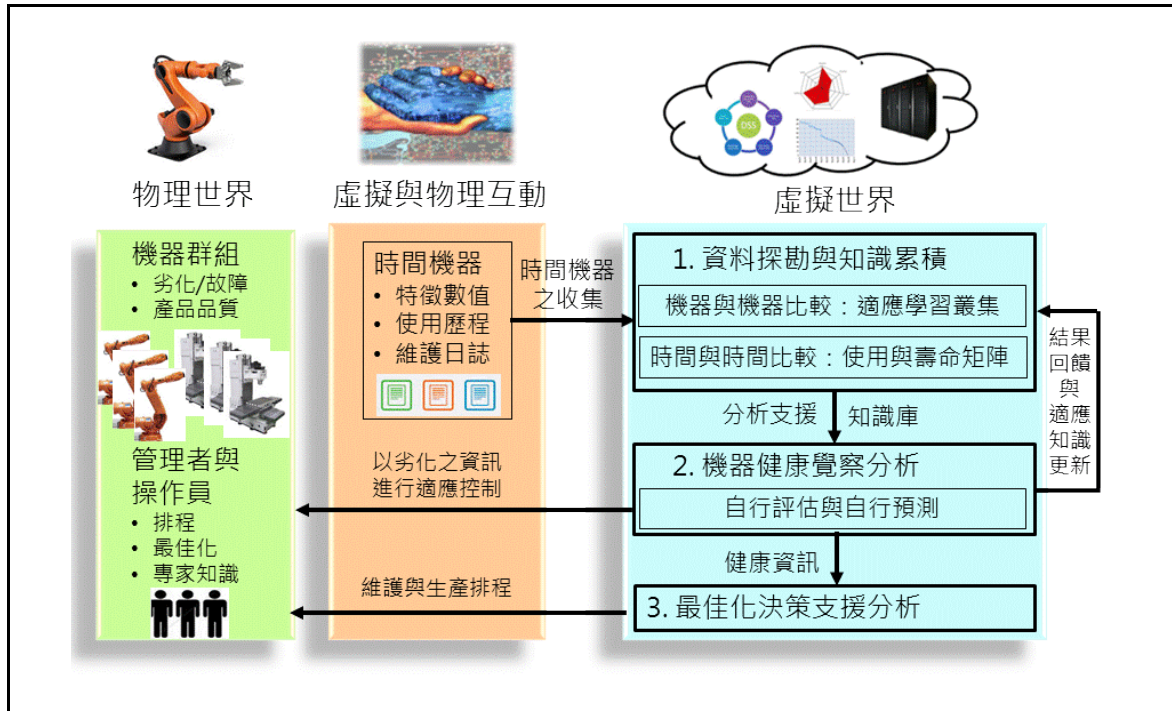 DSS
物理世界
虛擬與物理互動
虛擬世界
機器群組
• 劣化/故障
• 產品品質
管理者與
操作員
• 排程
• 最佳化
• 專家知識
時間機器
• 特徵數值
• 使用歷程
• 維護日誌
時間機器
之收集
以劣化之資訊
進行適應控制
維護與生產排程
1. 資料探勘與知識累積
機器與機器比較：適應學習叢集
時間與時間比較：使用與壽命矩陣
分析支援
知識庫
2. 機器健康覺察分析
自行評估與自行預測
健康資訊
3. 最佳化決策支援分析
結果
回饋
與
適應
知識
更新